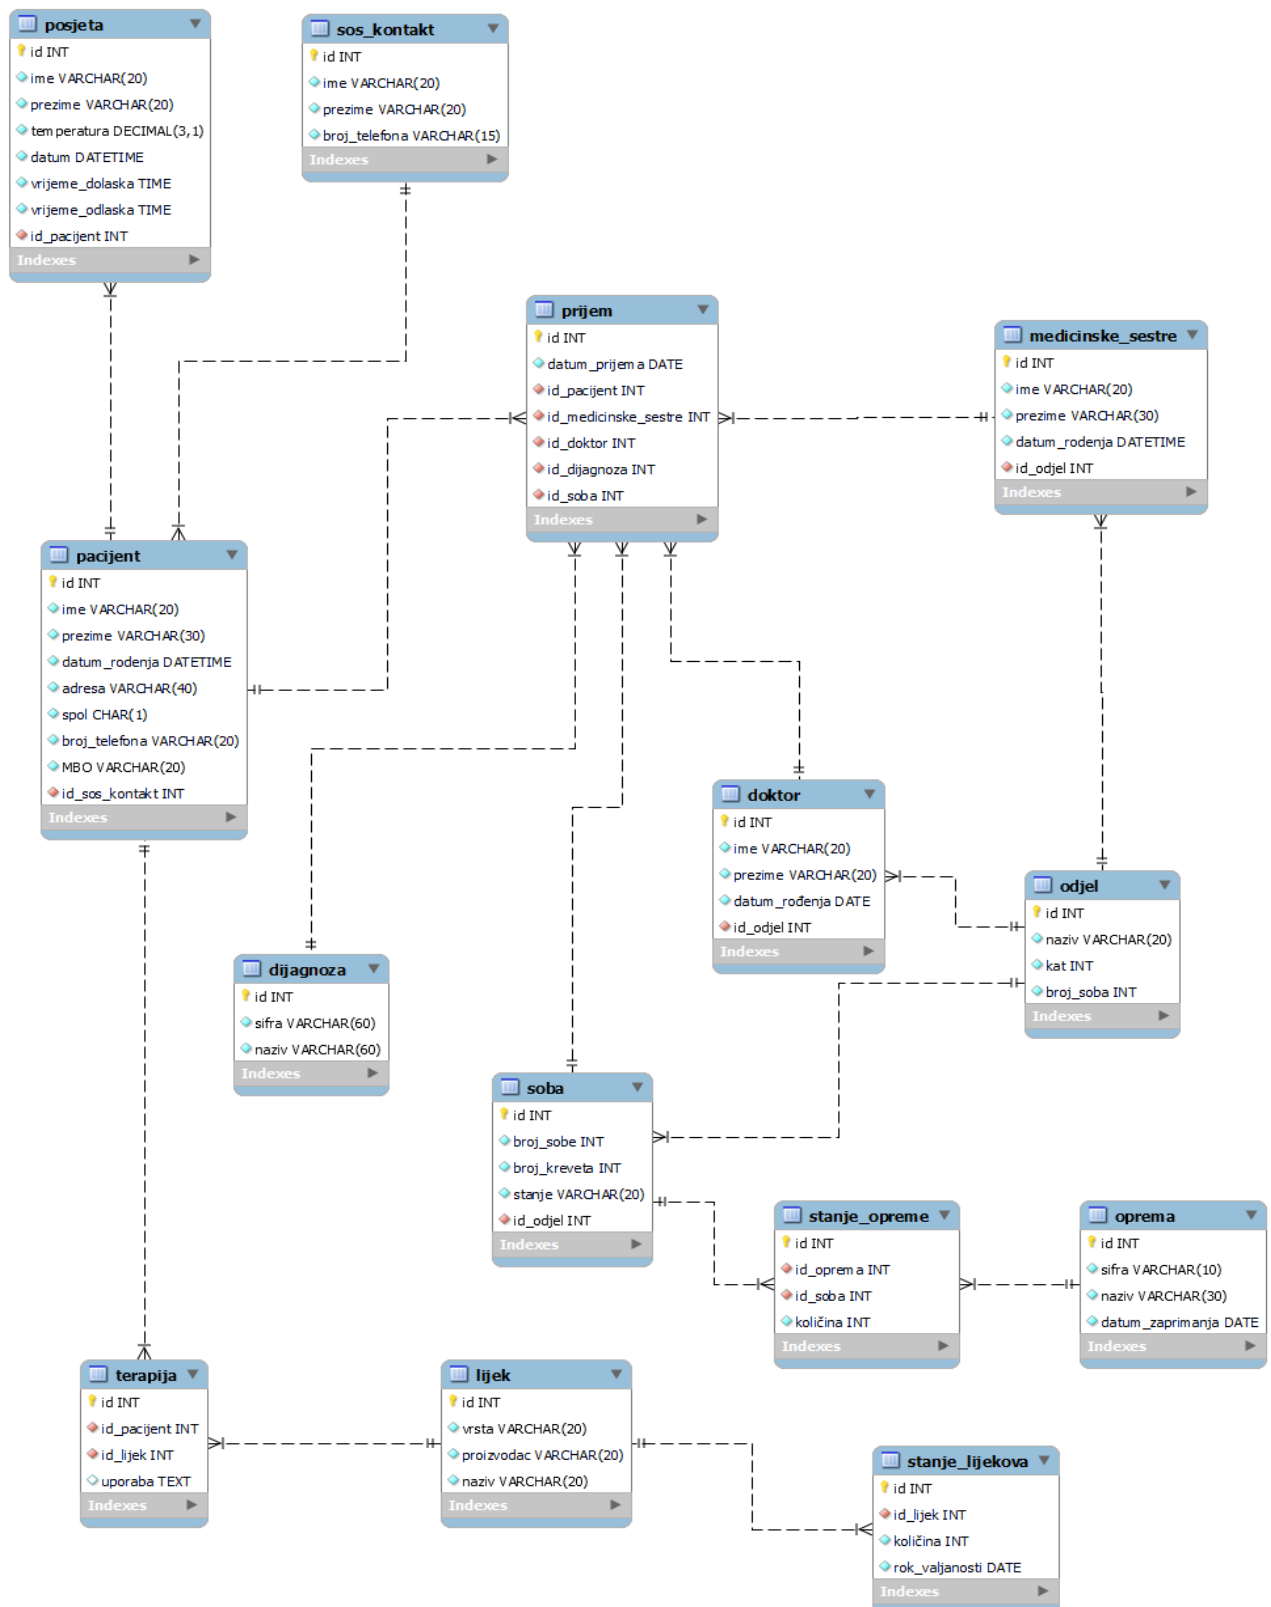 posjeta
id INT
ime VARCHAR(20)
prezime VARCHAR(20)
temperatura DECIMAL(3,1)
datum DATETIME
vrijeme_dolaska TIME
vrijeme_odlaska TIME
id_pacijent INT
Indexes
sos_kontakt
id INT
ime VARCHAR(20)
prezime VARCHAR(20)
broj_telefona VARCHAR(15)
Indexes
prijem
id INT
datum_prijema DATE
id_pacijent INT
id_medicinske_sestre INT
id_doktor INT
id_dijagnoza INT
id_soba INT
Indexes
medicinske_sestre
id INT
ime VARCHAR(20)
prezime VARCHAR(30)
datum_rodenja DATETIME
id_odjel INT
Indexes
pacijent
id INT
ime VARCHAR(20)
prezime VARCHAR(30)
datum_rodenja DATETIME
adresa VARCHAR(40)
spol CHAR(1)
broj_telefona VARCHAR(20)
MBO VARCHAR(20)
id_sos_kontakt INT
Indexes
doktor
id INT
ime VARCHAR(20)
prezime VARCHAR(20)
datum_rođenja DATE
id_odjel INT
Indexes
odjel
id INT
naziv VARCHAR(20)
kat INT
broj_soba INT
Indexes
dijagnoza
id INT
sifra VARCHAR(60)
naziv VARCHAR(60)
Indexes
soba
id INT
broj_sobe INT
broj_kreveta INT
stanje VARCHAR(20)
id_odjel INT
Indexes
stanje_opreme
id INT
id_oprema INT
id_soba INT
količina INT
Indexes
oprema
id INT
sifra VARCHAR(10)
naziv VARCHAR(30)
datum_zaprimanja DATE
Indexes
terapija
id INT
id_pacijent INT
id_lijek INT
uporaba TEXT
Indexes
lijek
id INT
vrsta VARCHAR(20)
proizvodac VARCHAR(20)
naziv VARCHAR(20)
Indexes
stanje_lijekova
id INT
id_lijek INT
količina INT
rok_valjanosti DATE
Indexes